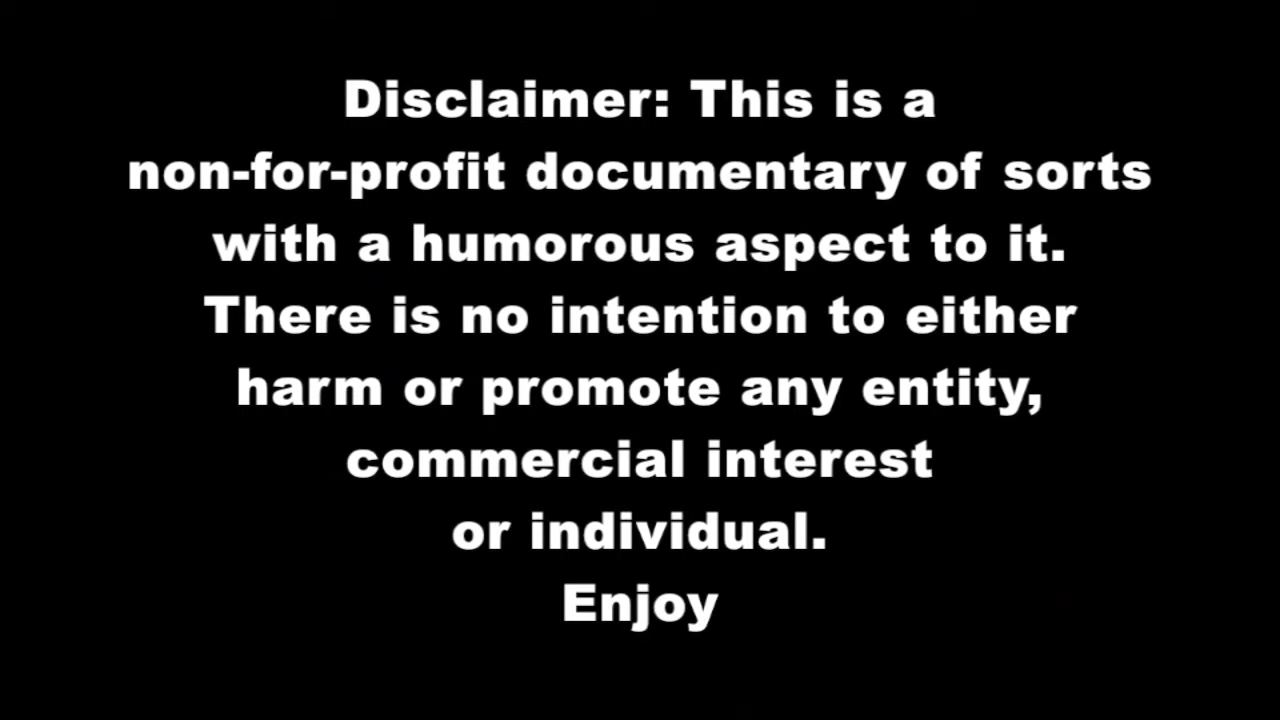 Disclaimer: This is a
non-for-profit documentary of sorts
with a humorous aspect to it.
There is no intention to either
harm or promote any entity,
commercial interest
or individual.
Enjoy